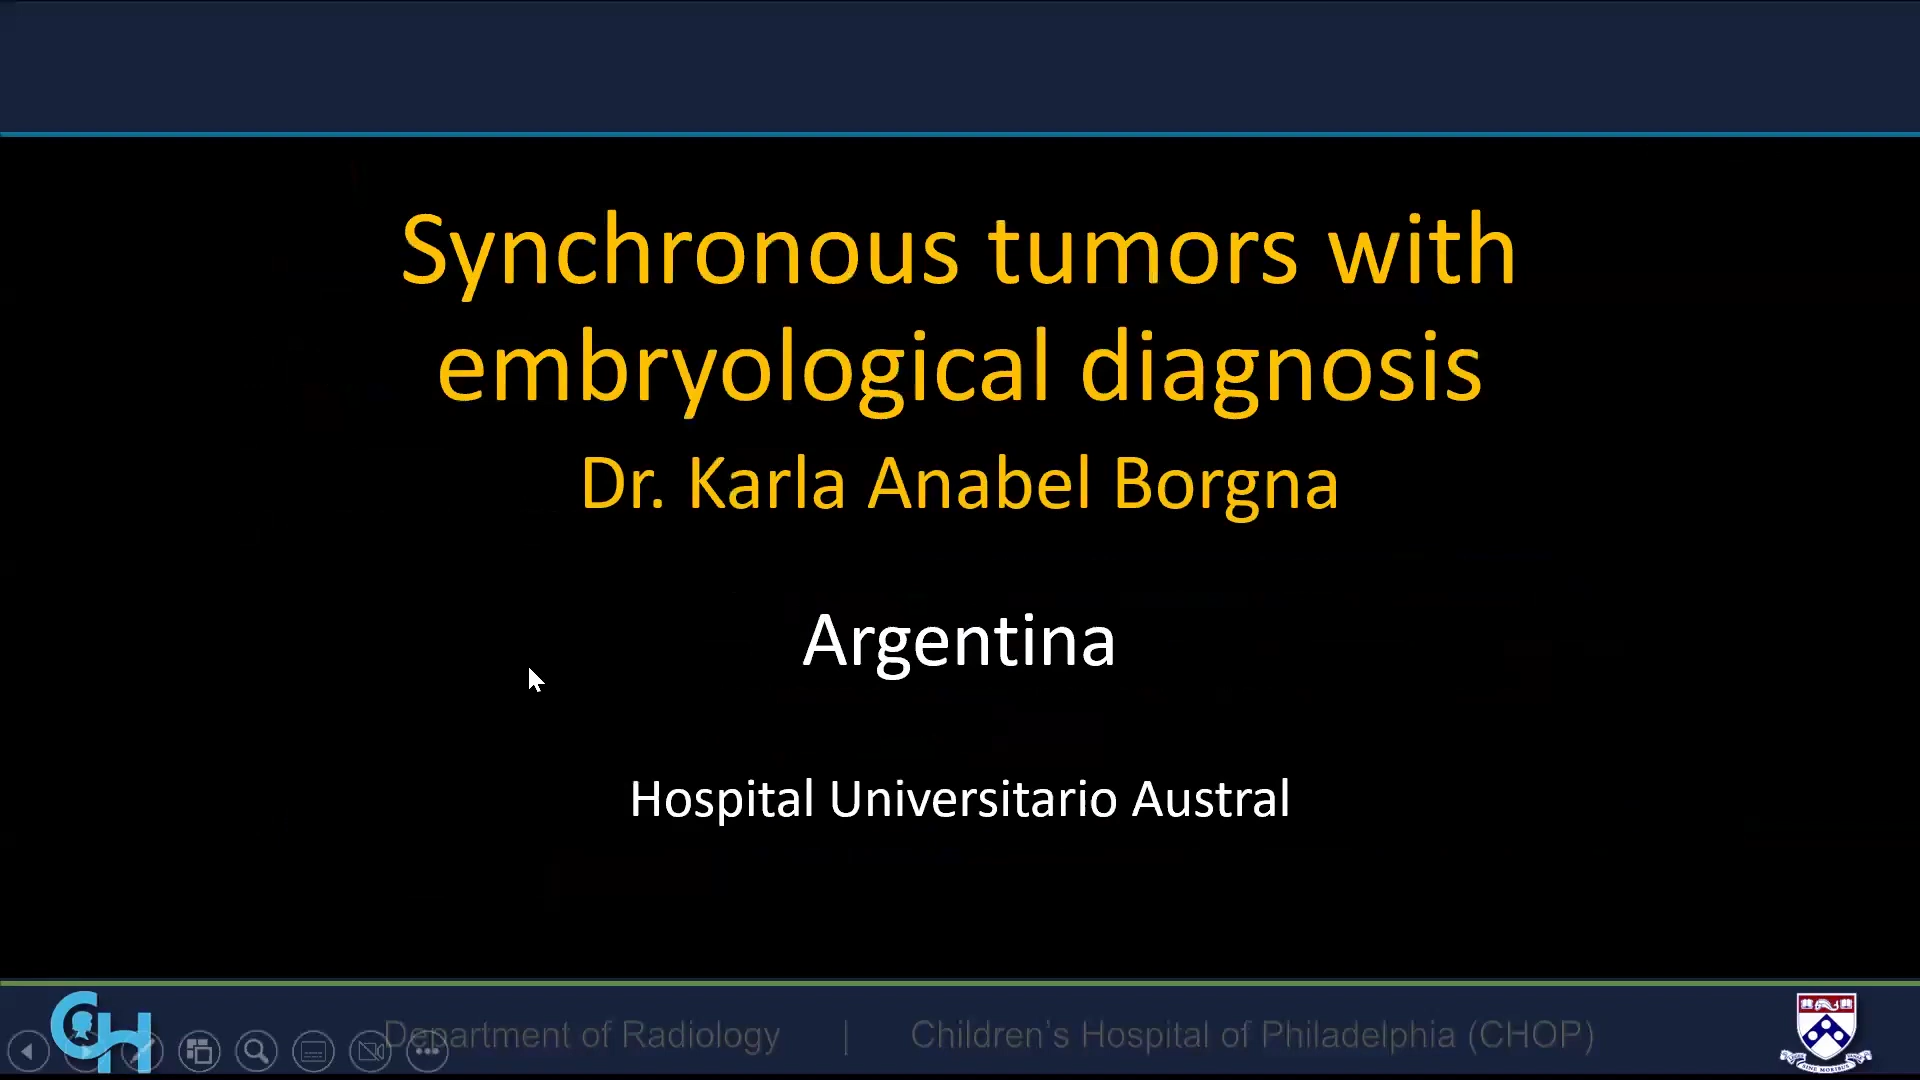 Synchronous tumors with
embryological diagnosis
Dr. Karla Anabel Borgna
Argentina
Hospital Universitario Austral
CH
Department of Radiology | Children's Hospital of Philadelphia (CHOP)